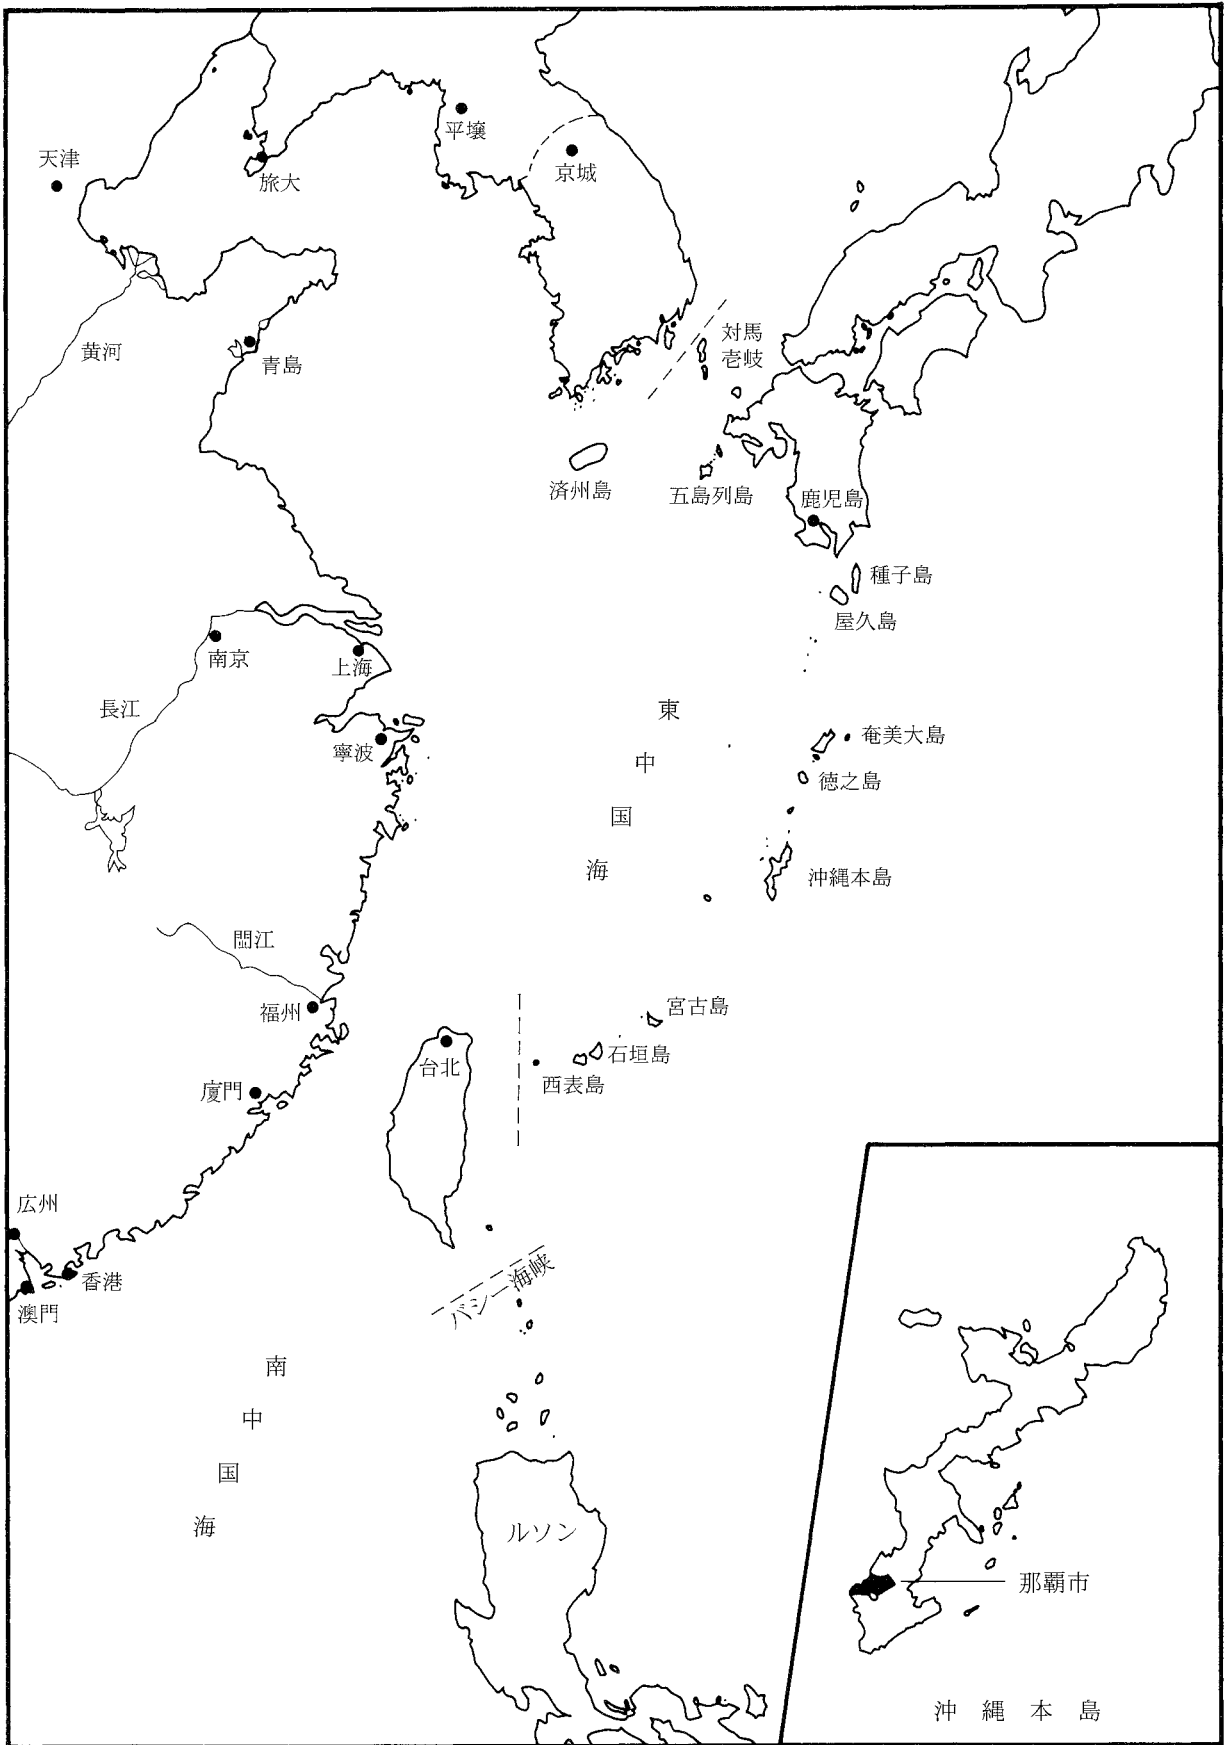 平壌
京城
天津
旅大
対馬
壱岐
黄河
青島
済州島
五島列島
鹿児島
種子島
屋久島
南京
上海
長江
東中国海
寧波
奄美大島
徳之島
沖縄本島
閩江
福州
宮古島
石垣島
台北
西表島
廈門
広州
香港
澳門
バシー海峡
南中国海
ルソン
那覇市
沖縄本島